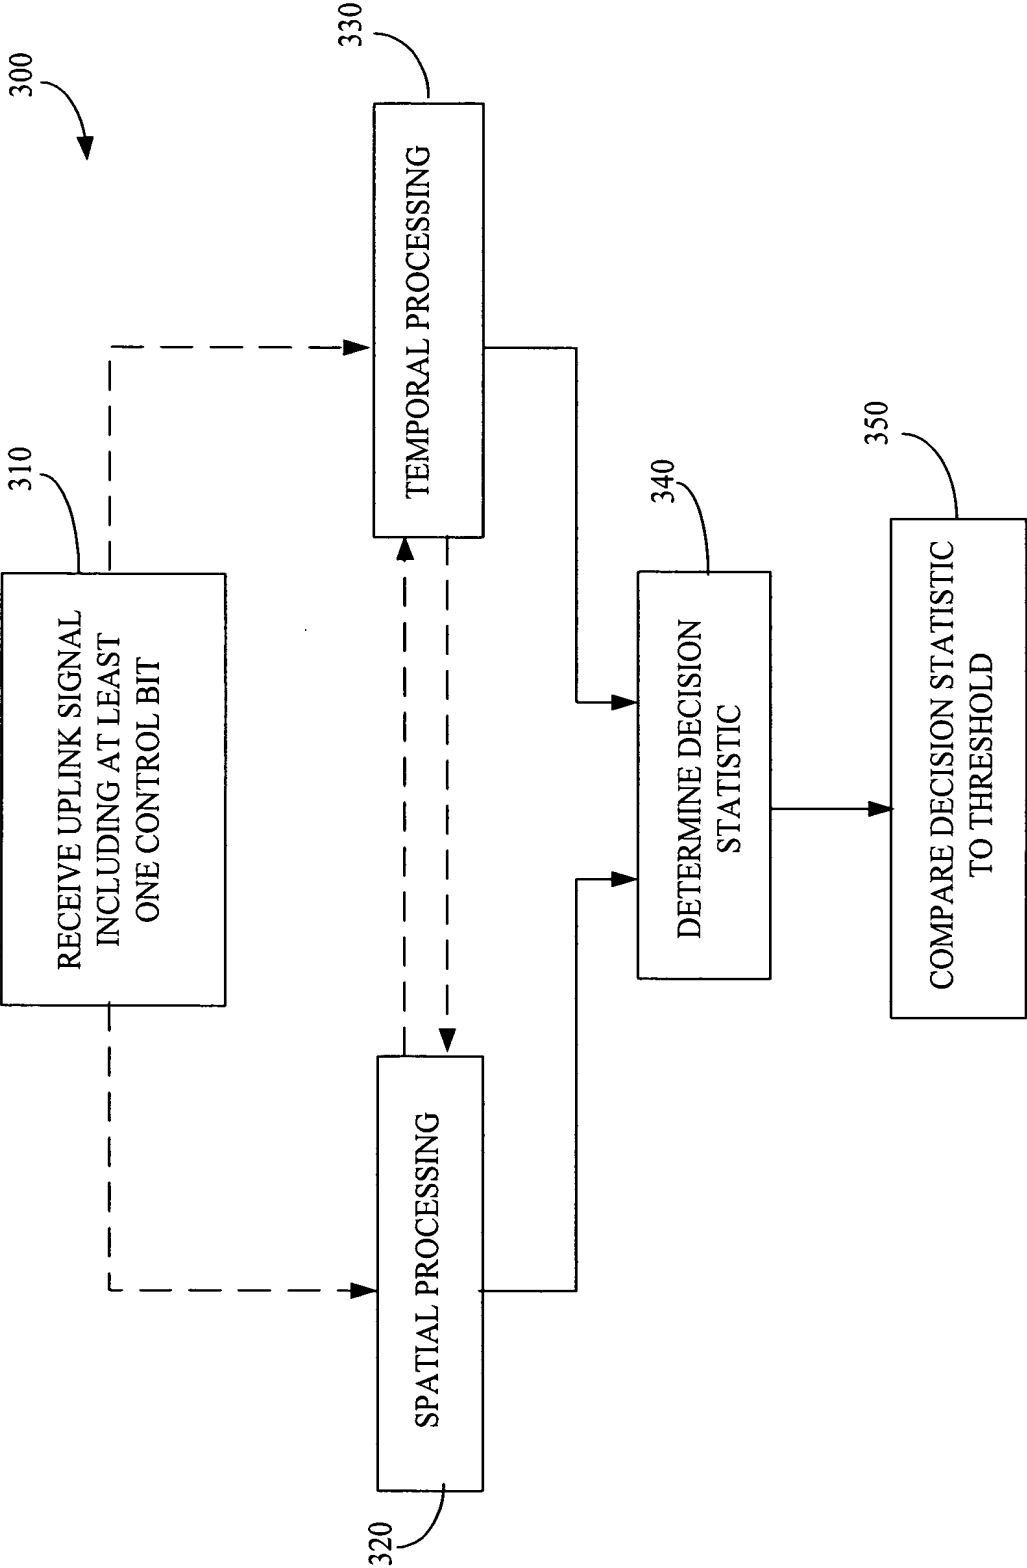 300
310
RECEIVE UPLINK SIGNAL
INCLUDING AT LEAST
ONE CONTROL BIT
320
SPATIAL PROCESSING
330
TEMPORAL PROCESSING
340
DETERMINE DECISION
STATISTIC
350
COMPARE DECISION STATISTIC
TO THRESHOLD